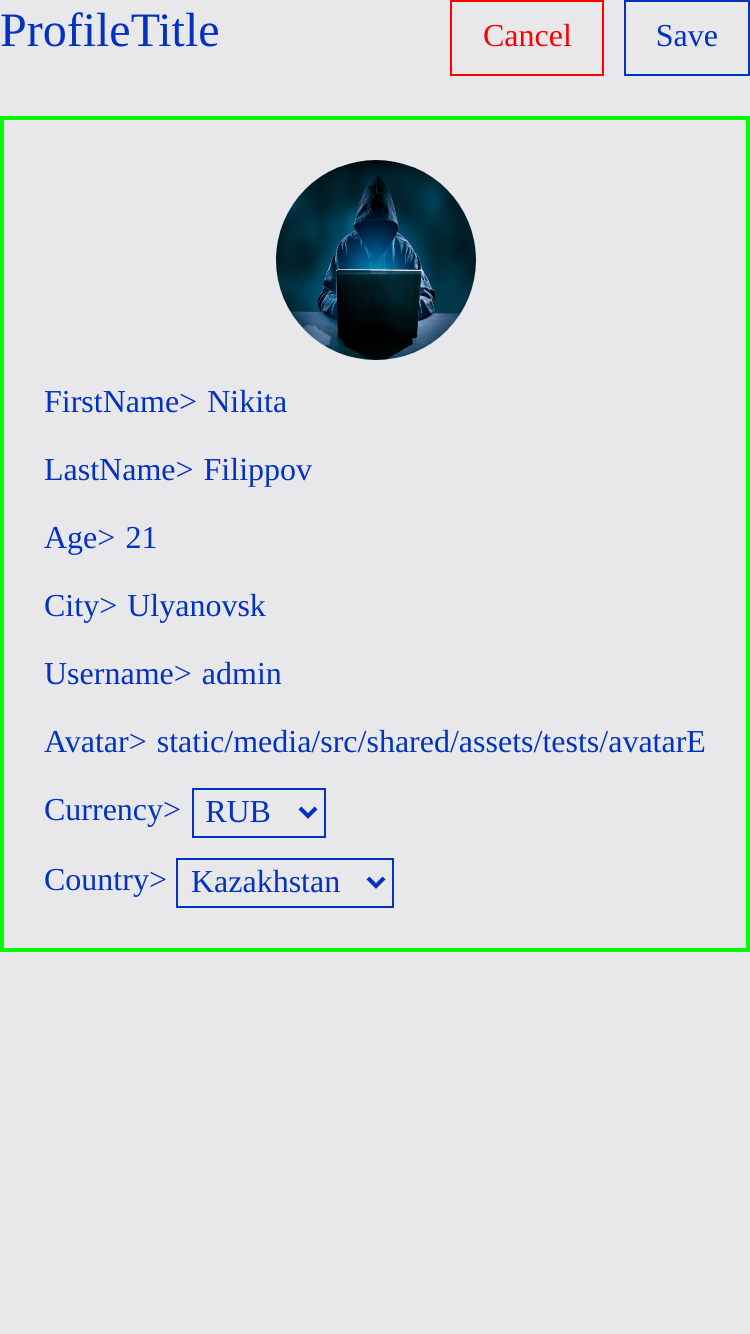 ProfileTitle
Cancel
Save
FirstName> Nikita
LastName> Filippov
Age> 21
City> Ulyanovsk
Username> admin
Avatar> static/media/src/shared/assets/tests/avatarE
Currency> RUB
Country> Kazakhstan